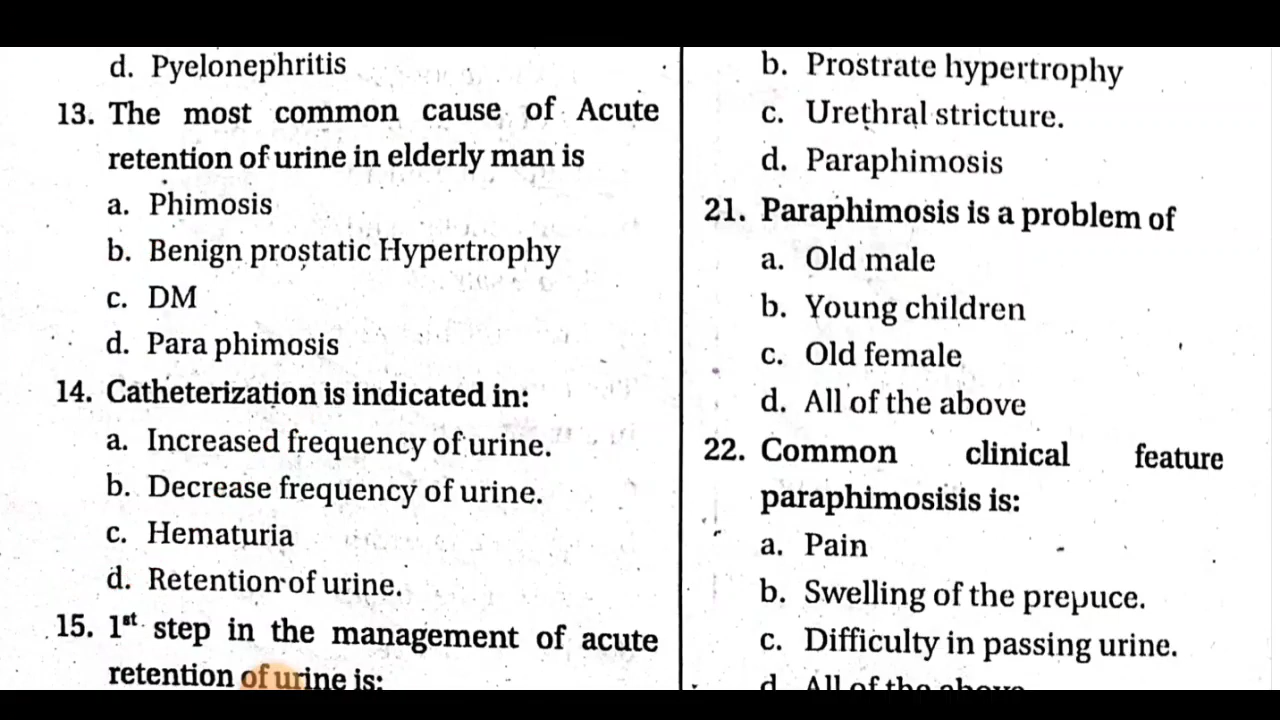 d. Pyelonephritis
13. The most common cause of Acute
retention of urine in elderly man is
a. Phimosis
b. Benign prostatic Hypertrophy
c. DM
d. Para phimosis
14. Catheterization is indicated in:
a. Increased frequency of urine.
b. Decrease frequency of urine.
c. Hematuria
d. Retention of urine.
15. 1st step in the management of acute
retention of urine is:
b. Prostrate hypertrophy
c. Urethral stricture.
d. Paraphimosis
21. Paraphimosis is a problem of
a. Old male
b. Young children
c. Old female
d. All of the above
22. Common clinical feature
paraphimosisis is:
a. Pain
b. Swelling of the prepuce.
c. Difficulty in passing urine.
d. All of the above